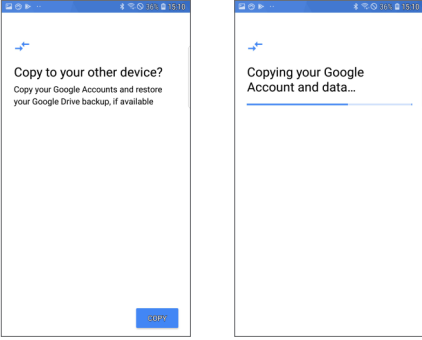 36% 15:10
Copy to your other device?
Copy your Google Accounts and restore
your Google Drive backup, if available
COPY
36% 15:10
Copying your Google
Account and data...